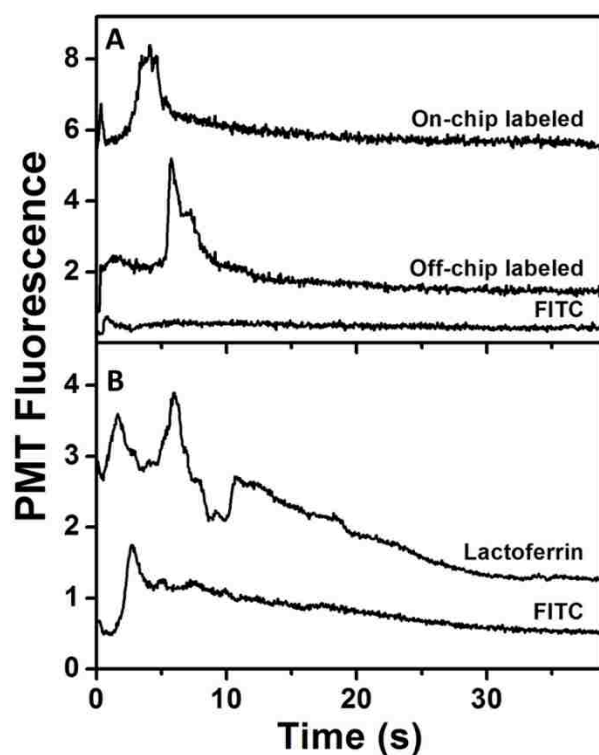 A
8
On-chip labeled
6
4
Off-chip labeled
2
FITC
PMT Fluorescence
B
4
3
Lactoferrin
2
FITC
1
0
0 10 20 30
Time (s)